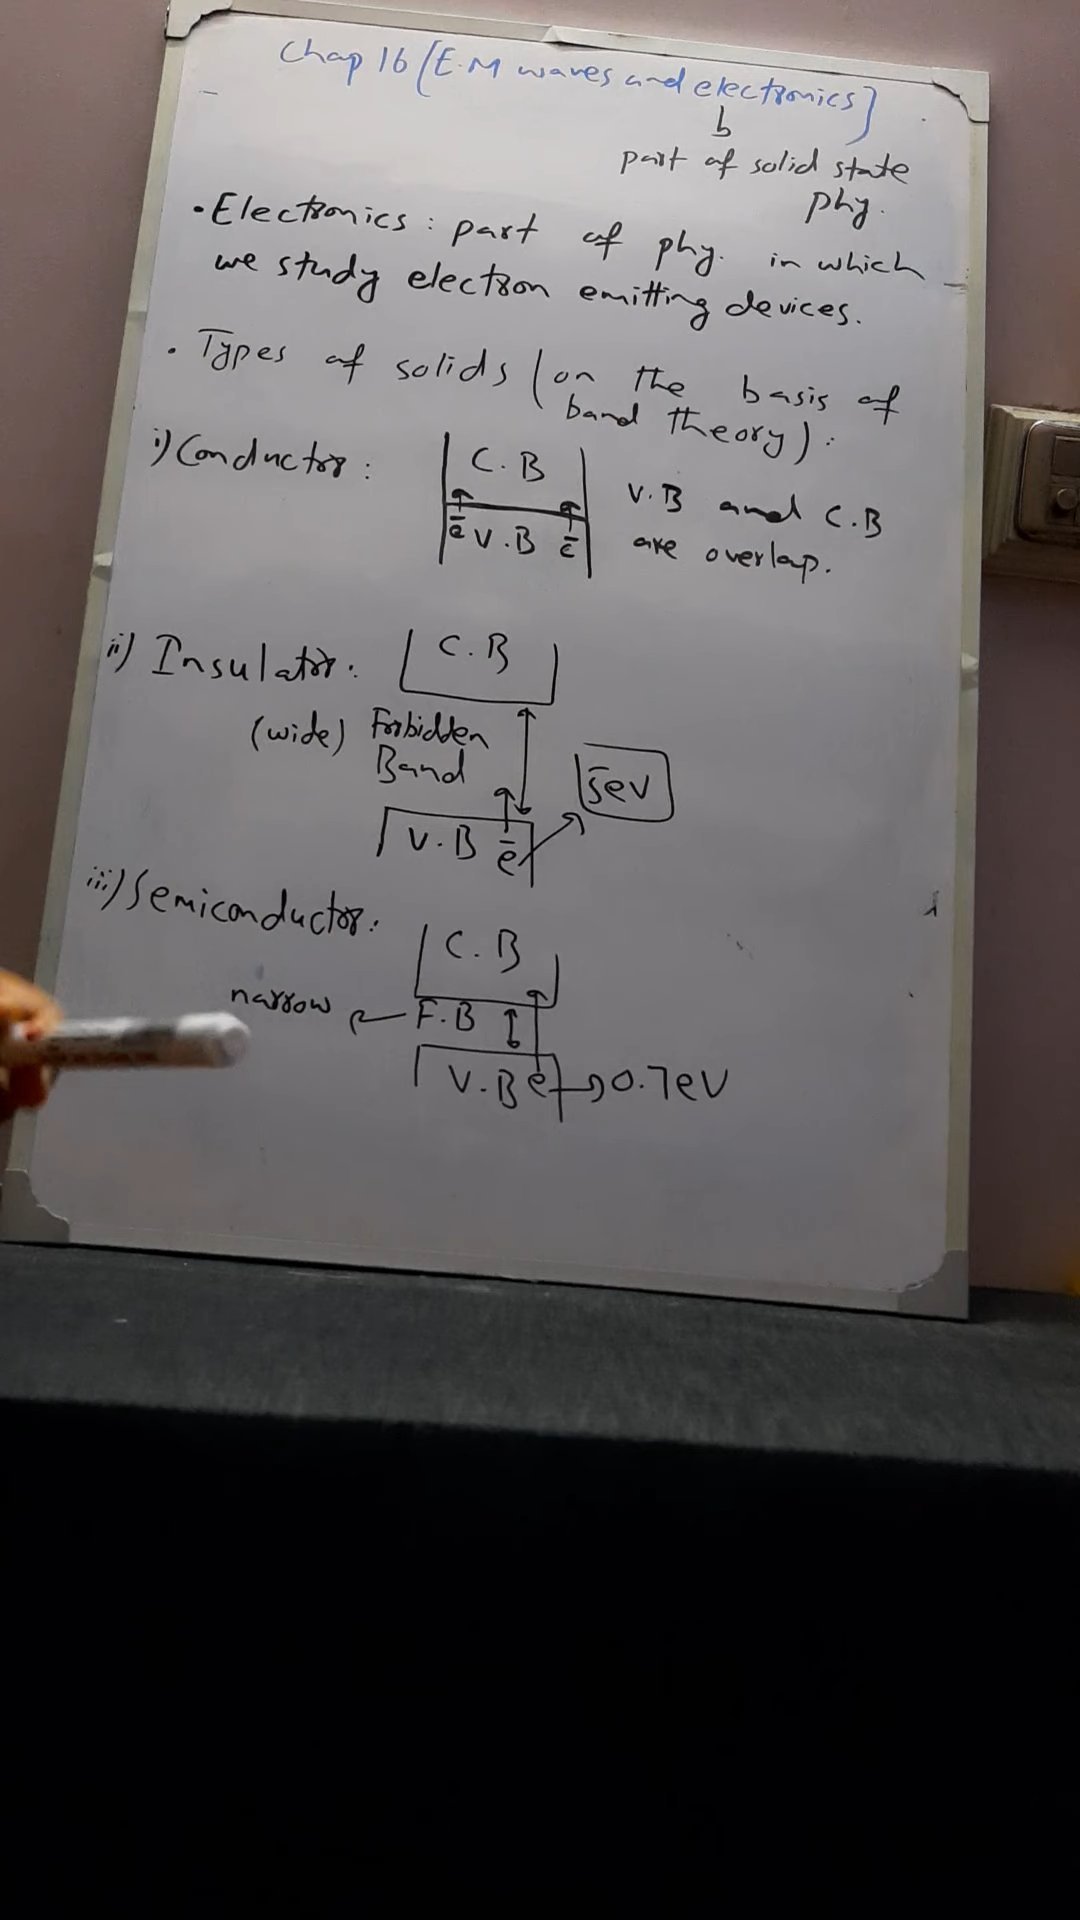 Chap 16 [E.M waves and electronics]
part of solid state
phy.
• Electronics : part of phy. in which
we study electron emitting devices.
• Types of solids (on the basis of
band theory) :
i) Conductor :
C.B
e̅ V.B e̅
V.B and C.B
are overlap.
ii) Insulator :
C.B
(wide) Forbidden
Band
5eV
V.B e̅
iii) Semiconductor :
C.B
narrow F.B
V.B e̅ 0.7eV